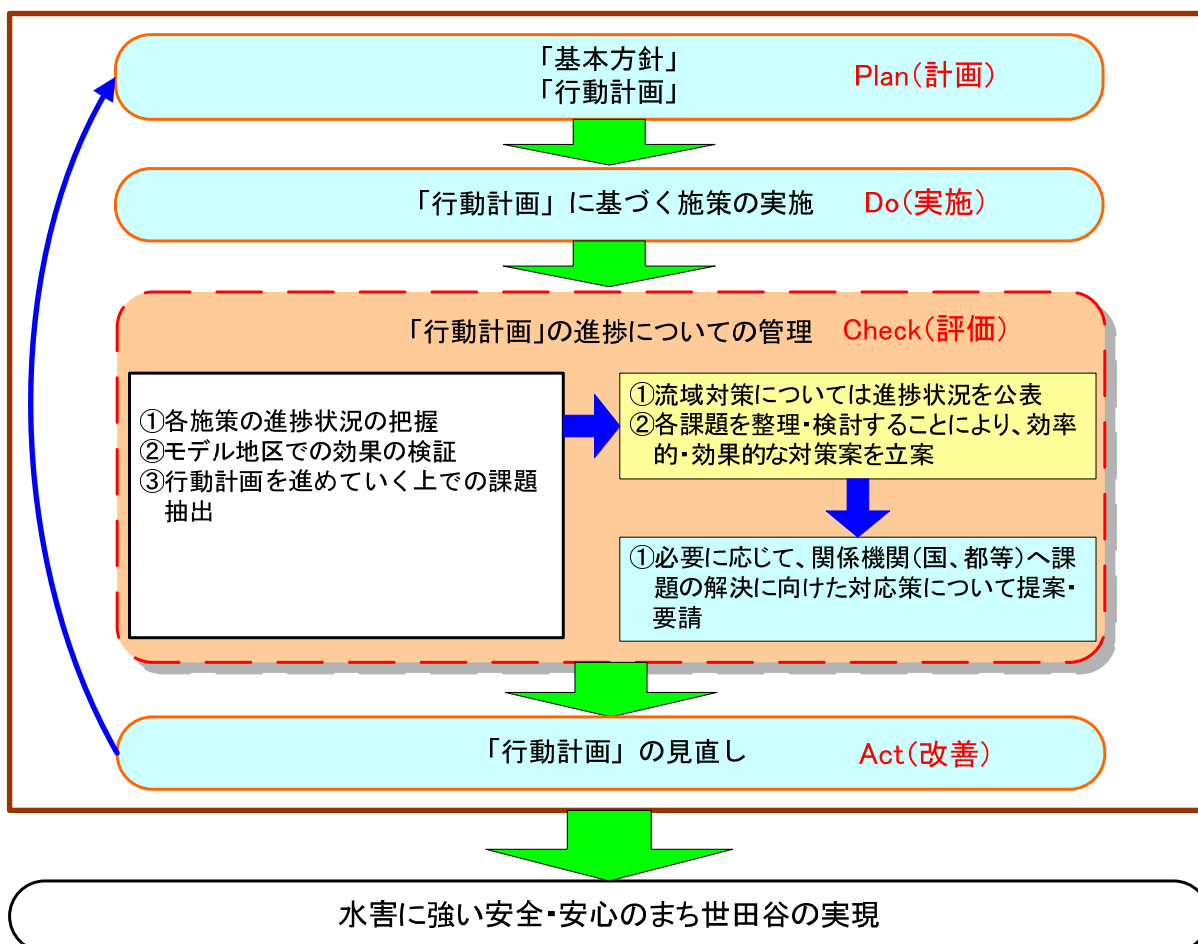 「基本方針」
「行動計画」
Plan(計画)
「行動計画」に基づく施策の実施 Do(実施)
「行動計画」の進捗についての管理 Check(評価)
①各施策の進捗状況の把握
②モデル地区での効果の検証
③行動計画を進めていく上での課題
抽出
①流域対策については進捗状況を公表
②各課題を整理・検討することにより、効率
的・効果的な対策案を立案
①必要に応じて、関係機関(国、都等)へ課
題の解決に向けた対応策について提案・
要請
「行動計画」の見直し Act(改善)
水害に強い安全・安心のまち世田谷の実現